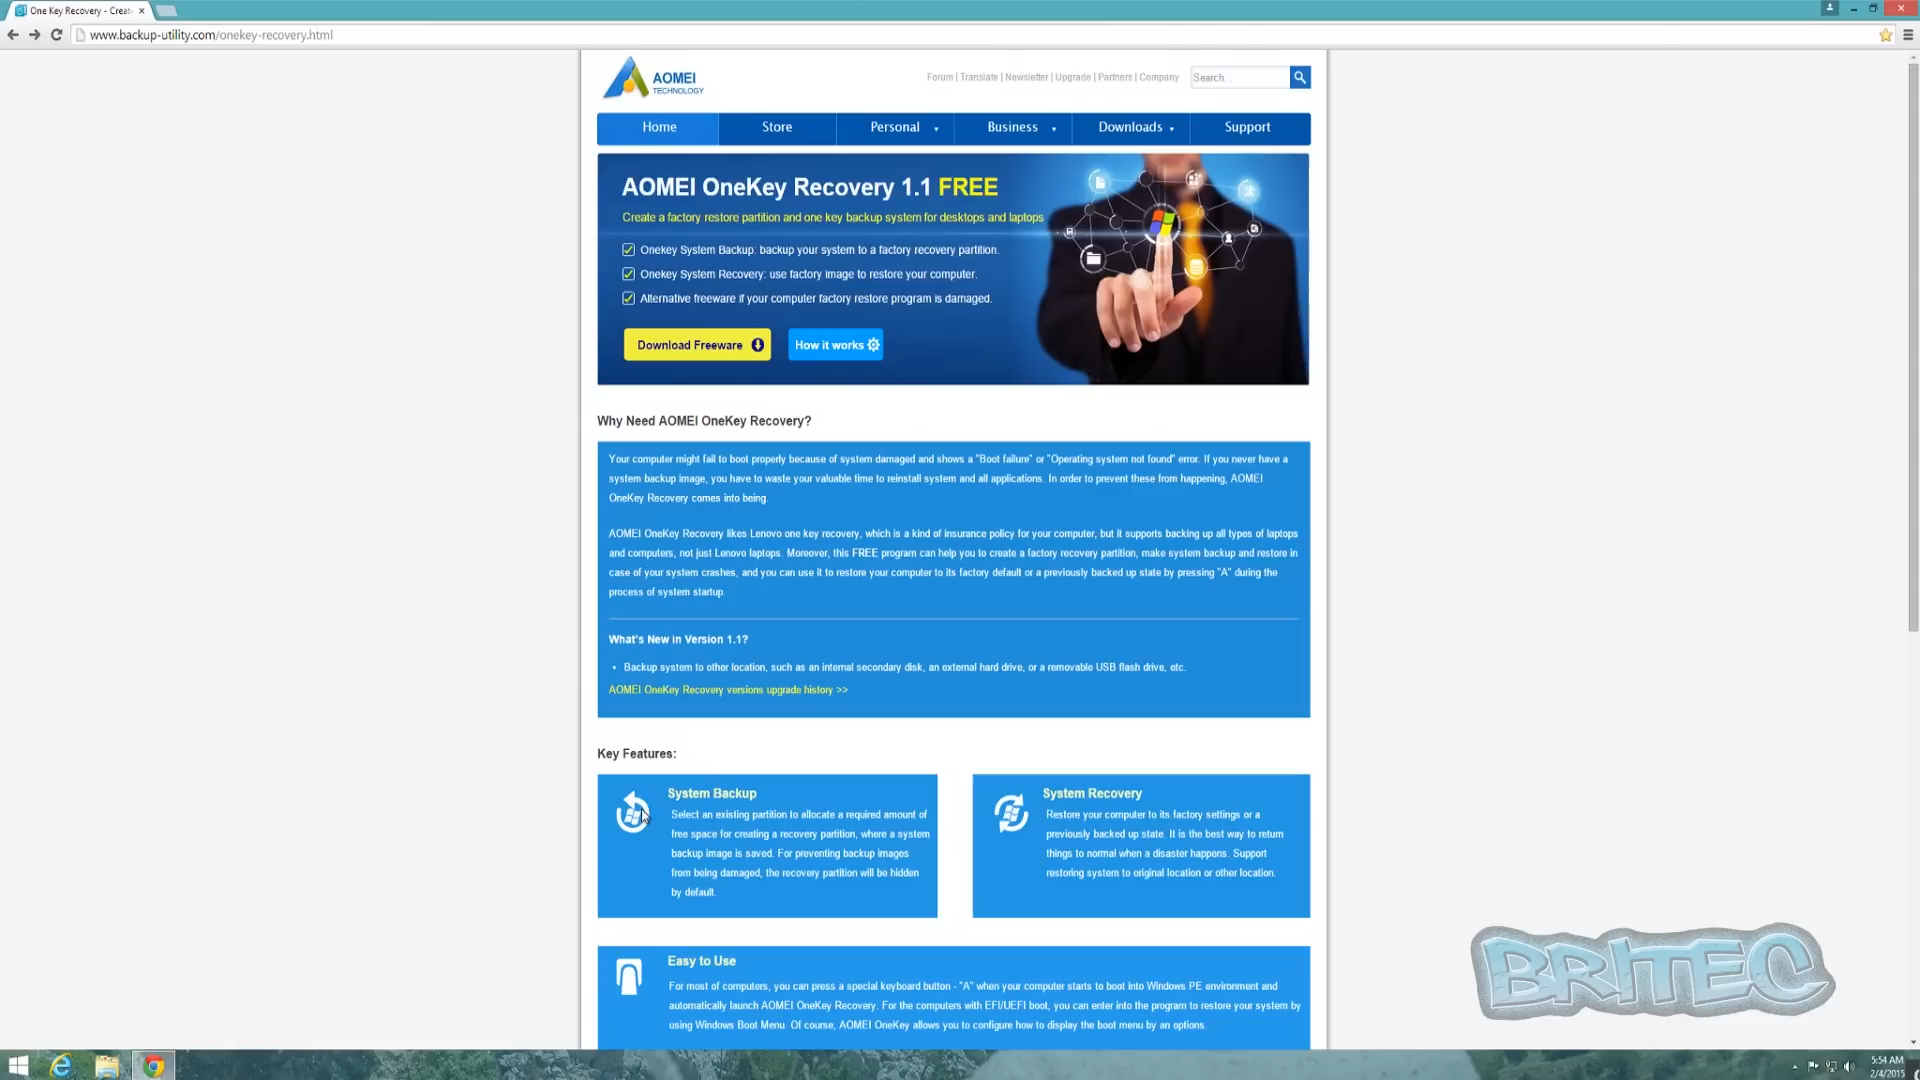 One Key Recovery - Creat
www.backup-utility.com/onekey-recovery.html
AOMEI
TECHNOLOGY
Forum | Translate | Newsletter | Upgrade | Partners | Company
Search
Home Store Personal Business Downloads Support
AOMEI OneKey Recovery 1.1 FREE
Create a factory restore partition and one key backup system for desktops and laptops
Onekey System Backup: backup your system to a factory recovery partition.
Onekey System Recovery: use factory image to restore your computer.
Alternative freeware if your computer factory restore program is damaged.
Download Freeware How it works
Why Need AOMEI OneKey Recovery?
Your computer might fail to boot properly because of system damaged and shows a "Boot failure" or "Operating system not found" error. If you never have a
system backup image, you have to waste your valuable time to reinstall system and all applications. In order to prevent these from happening, AOMEI
OneKey Recovery comes into being.
AOMEI OneKey Recovery likes Lenovo one key recovery, which is a kind of insurance policy for your computer, but it supports backing up all types of laptops
and computers, not just Lenovo laptops. Moreover, this FREE program can help you to create a factory recovery partition, make system backup and restore in
case of your system crashes, and you can use it to restore your computer to its factory default or a previously backed up state by pressing "A" during the
process of system startup.
What's New in Version 1.1?
• Backup system to other location, such as an internal secondary disk, an external hard drive, or a removable USB flash drive, etc.
AOMEI OneKey Recovery versions upgrade history >>
Key Features:
System Backup
Select an existing partition to allocate a required amount of
free space for creating a recovery partition, where a system
backup image is saved. For preventing backup images
from being damaged, the recovery partition will be hidden
by default.
System Recovery
Restore your computer to its factory settings or a
previously backed up state. It is the best way to return
things to normal when a disaster happens. Support
restoring system to original location or other location.
Easy to Use
For most of computers, you can press a special keyboard button - "A" when your computer starts to boot into Windows PE environment and
automatically launch AOMEI OneKey Recovery. For the computers with EFI/UEFI boot, you can enter into the program to restore your system by
using Windows Boot Menu. Of course, AOMEI OneKey allows you to configure how to display the boot menu by an options.
BRITEC
5:54 AM
2/4/2015